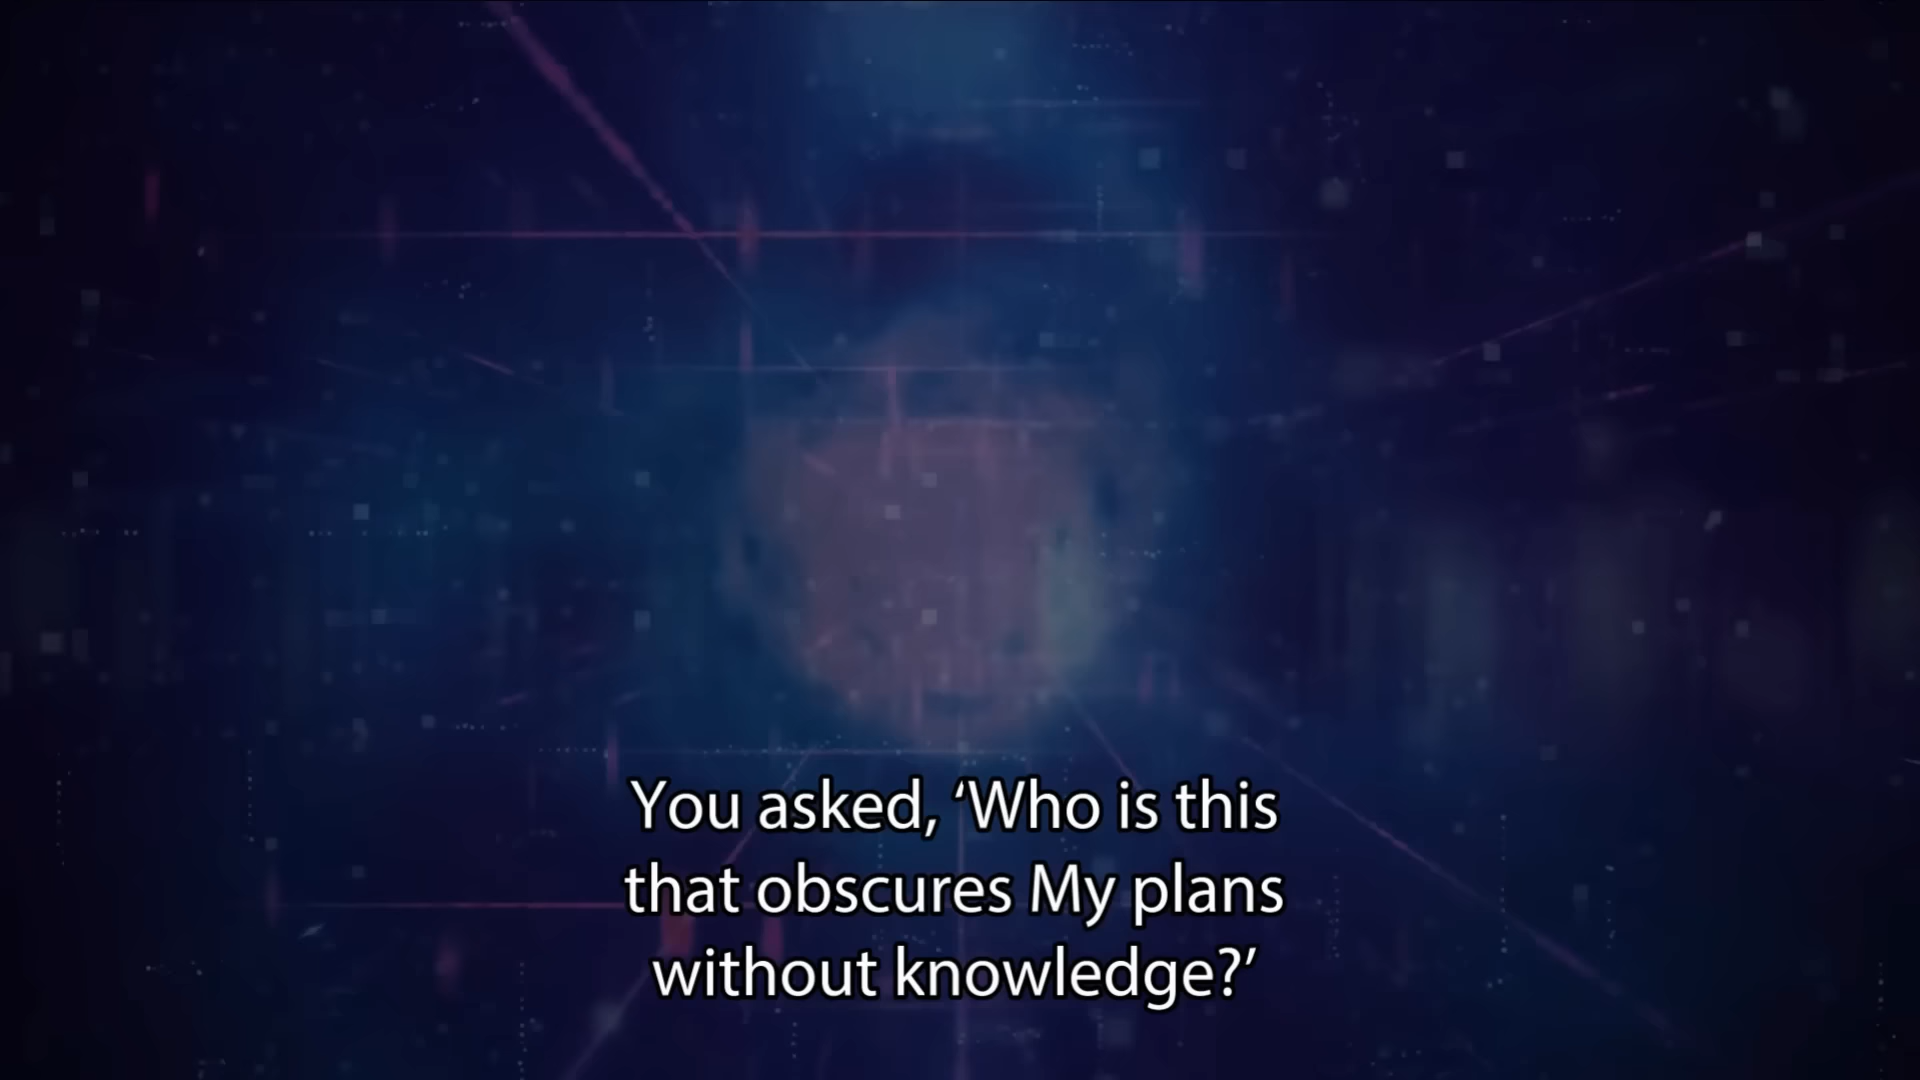 You asked, ‘Who is this
that obscures My plans
without knowledge?’